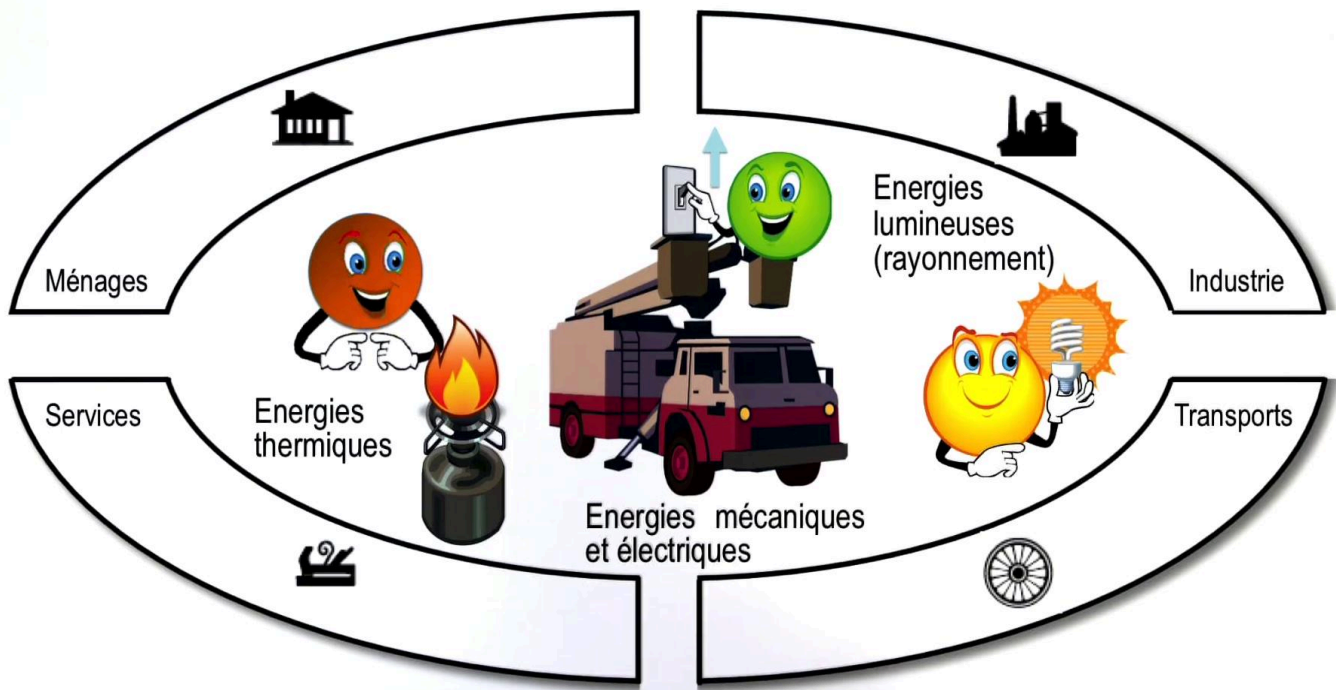 Energies
lumineuses
(rayonnement)
Ménages
Industrie
Services
Energies
thermiques
Transports
Energies mécaniques
et électriques